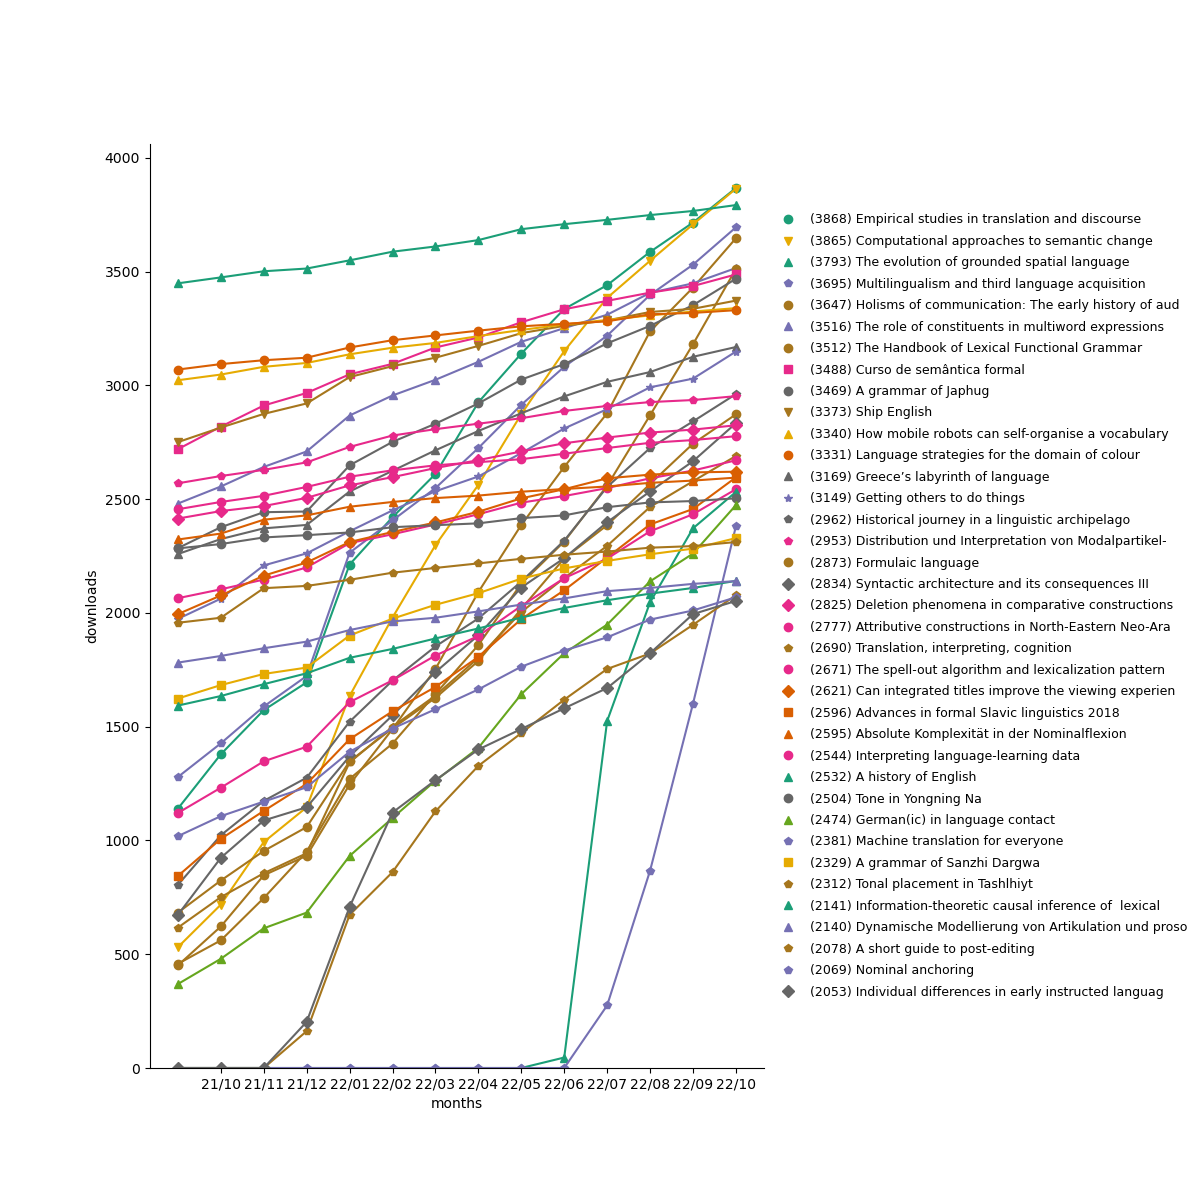 4000
3500
3000
2500
2000
1500
1000
500
0
downloads
21/10 21/11 21/12 22/01 22/02 22/03 22/04 22/05 22/06 22/07 22/08 22/09 22/10
months
(3868) Empirical studies in translation and discourse
(3865) Computational approaches to semantic change
(3793) The evolution of grounded spatial language
(3695) Multilingualism and third language acquisition
(3647) Holisms of communication: The early history of aud
(3516) The role of constituents in multiword expressions
(3512) The Handbook of Lexical Functional Grammar
(3488) Curso de semântica formal
(3469) A grammar of Japhug
(3373) Ship English
(3340) How mobile robots can self-organise a vocabulary
(3331) Language strategies for the domain of colour
(3169) Greece’s labyrinth of language
(3149) Getting others to do things
(2962) Historical journey in a linguistic archipelago
(2953) Distribution und Interpretation von Modalpartikel-
(2873) Formulaic language
(2834) Syntactic architecture and its consequences III
(2825) Deletion phenomena in comparative constructions
(2777) Attributive constructions in North-Eastern Neo-Ara
(2690) Translation, interpreting, cognition
(2671) The spell-out algorithm and lexicalization pattern
(2621) Can integrated titles improve the viewing experien
(2596) Advances in formal Slavic linguistics 2018
(2595) Absolute Komplexität in der Nominalflexion
(2544) Interpreting language-learning data
(2532) A history of English
(2504) Tone in Yongning Na
(2474) German(ic) in language contact
(2381) Machine translation for everyone
(2329) A grammar of Sanzhi Dargwa
(2312) Tonal placement in Tashlhiyt
(2141) Information-theoretic causal inference of  lexical
(2140) Dynamische Modellierung von Artikulation und proso
(2078) A short guide to post-editing
(2069) Nominal anchoring
(2053) Individual differences in early instructed languag